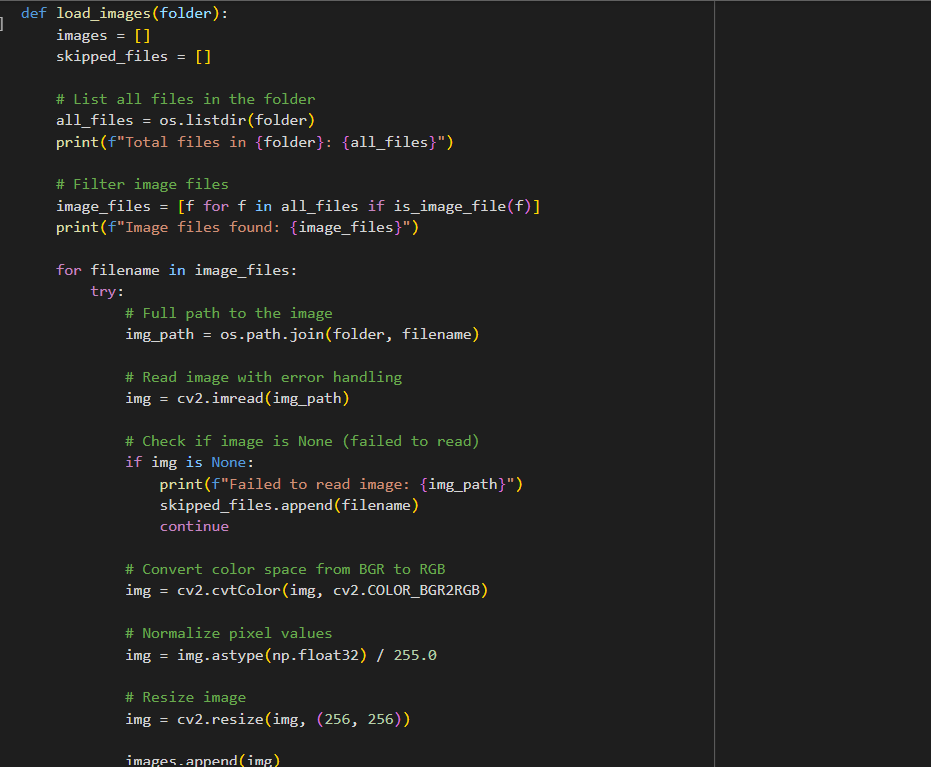 def load_images(folder):
    images = []
    skipped_files = []

    # List all files in the folder
    all_files = os.listdir(folder)
    print(f"Total files in {folder}: {all_files}")

    # Filter image files
    image_files = [f for f in all_files if is_image_file(f)]
    print(f"Image files found: {image_files}")

    for filename in image_files:
        try:
            # Full path to the image
            img_path = os.path.join(folder, filename)

            # Read image with error handling
            img = cv2.imread(img_path)

            # Check if image is None (failed to read)
            if img is None:
                print(f"Failed to read image: {img_path}")
                skipped_files.append(filename)
                continue

            # Convert color space from BGR to RGB
            img = cv2.cvtColor(img, cv2.COLOR_BGR2RGB)

            # Normalize pixel values
            img = img.astype(np.float32) / 255.0

            # Resize image
            img = cv2.resize(img, (256, 256))

            images.append(img)